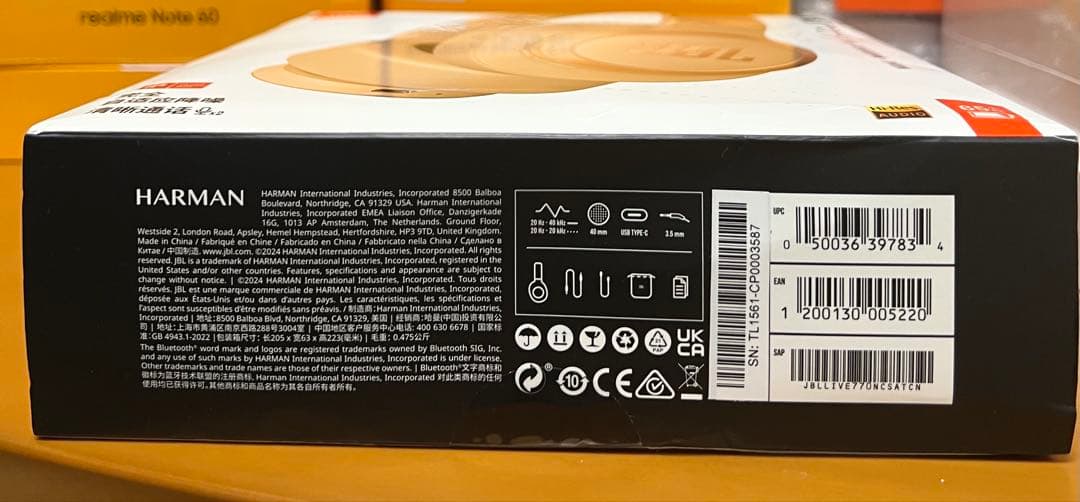 realme Note 60
JBL
自适应降噪
清晰通话 x2
Hi-Res
AUDIO
65
HARMAN
HARMAN International Industries, Incorporated 8500 Balboa
Boulevard, Northridge, CA 91329 USA. Harman International
Industries, Incorporated EMEA Liaison Office, Danzigerkade
16G, 1013 AP Amsterdam, The Netherlands. Ground Floor,
Westside 2, London Road, Apsley, Hemel Hempstead, Hertfordshire, HP3 9TD, United Kingdom.
Made in China / Fabriqué en Chine / Fabricado en China / Fabbricato nella China / Сделано в
Китае / 中国制造. www.jbl.com. ©2024 HARMAN International Industries, Incorporated. All rights
reserved. JBL is a trademark of HARMAN International Industries, Incorporated, registered in the
United States and/or other countries. Features, specifications and appearance are subject to
change without notice. | ©2024 HARMAN International Industries, Incorporated. Tous droits
réservés. JBL est une marque commerciale de HARMAN International Industries, Incorporated,
déposée aux États-Unis et/ou dans d'autres pays. Les caractéristiques, les spécifications et
l'aspect sont susceptibles d'être modifiés sans préavis. / 制造商:Harman International Industries,
Incorporated | 地址:8500 Balboa Blvd, Northridge, CA 91329, 美国 | 经销商:哈曼(中国)投资有限公
司 | 地址:上海市黄浦区南京西路288号3004室 | 中国地区客户服务中心电话: 400 630 6678 | 国家标
准:GB 4943.1-2022 | 包装箱尺寸: 长205 x 宽63 x 高223(毫米) | 毛重: 0.475公斤
The Bluetooth® word mark and logos are registered trademarks owned by Bluetooth SIG, Inc.
and any use of such marks by HARMAN International Industries, Incorporated is under license.
Other trademarks and trade names are those of their respective owners. | Bluetooth®文字商标和
徽标为蓝牙技术联盟的注册商标, Harman International Industries, Incorporated 对此类商标的任何
使用均已获得许可。其他商标和商品名称为其各自所有者所有。
20 Hz - 40 kHz
20 Hz - 20 kHz
40 mm
USB TYPE-C
3.5 mm
PAP
UK
CA
®
10
CE
SN: TL1561-CP0003587
UPC
0 50036 39783 4
EAN
1 200130 005220
SAP
JBLLIVE770NCSATCN